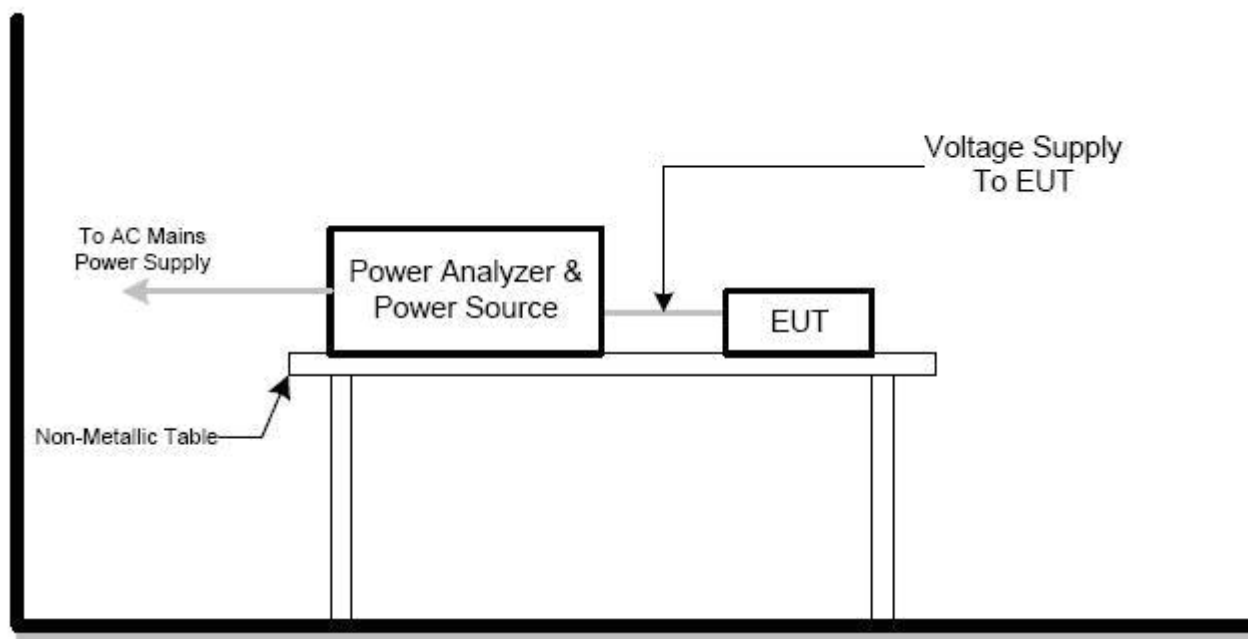 Voltage Supply
To EUT
To AC Mains
Power Supply
Power Analyzer &
Power Source
EUT
Non-Metallic Table